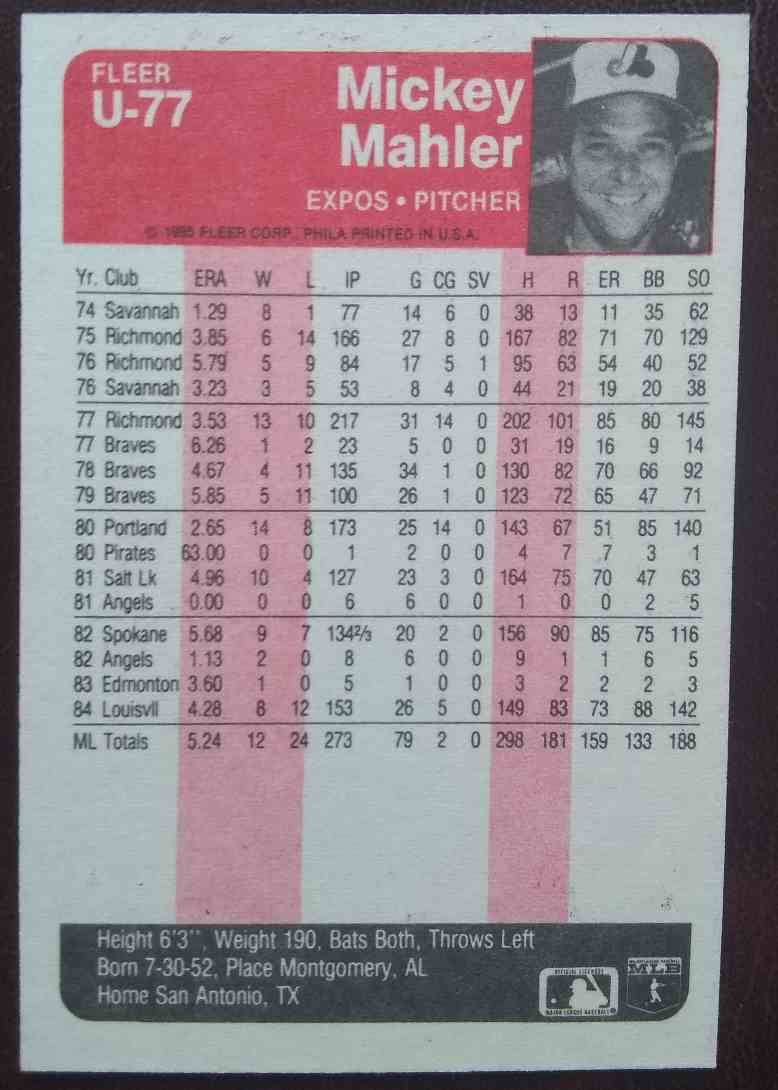 FLEER
U-77
Mickey
Mahler
EXPOS • PITCHER
© 1985 FLEER CORP., PHILA PRINTED IN U.S.A.
Yr. Club ERA W L IP G CG SV H R ER BB SO
74 Savannah 1.29 8 1 77 14 6 0 38 13 11 35 62
75 Richmond 3.85 6 14 166 27 8 0 167 82 71 70 129
76 Richmond 5.79 5 9 84 17 5 1 95 63 54 40 52
76 Savannah 3.23 3 5 53 8 4 0 44 21 19 20 38
77 Richmond 3.53 13 10 217 31 14 0 202 101 85 80 145
77 Braves 6.26 1 2 23 5 0 0 31 19 16 9 14
78 Braves 4.67 4 11 135 34 1 0 130 82 70 66 92
79 Braves 5.85 5 11 100 26 1 0 123 72 65 47 71
80 Portland 2.65 14 8 173 25 14 0 143 67 51 85 140
80 Pirates 63.00 0 0 1 2 0 0 4 7 7 3 1
81 Salt Lk 4.96 10 4 127 23 3 0 164 75 70 47 63
81 Angels 0.00 0 0 6 6 0 0 1 0 0 2 5
82 Spokane 5.68 9 7 134⅔ 20 2 0 156 90 85 75 116
82 Angels 1.13 2 0 8 6 0 0 9 1 1 6 5
83 Edmonton 3.60 1 0 5 1 0 0 3 2 2 2 3
84 Louisvll 4.28 8 12 153 26 5 0 149 83 73 88 142
ML Totals 5.24 12 24 273 79 2 0 298 181 159 133 188
Height 6'3", Weight 190, Bats Both, Throws Left
Born 7-30-52, Place Montgomery, AL
Home San Antonio, TX
OFFICIAL LICENSEE
MAJOR LEAGUE BASEBALL
MLB